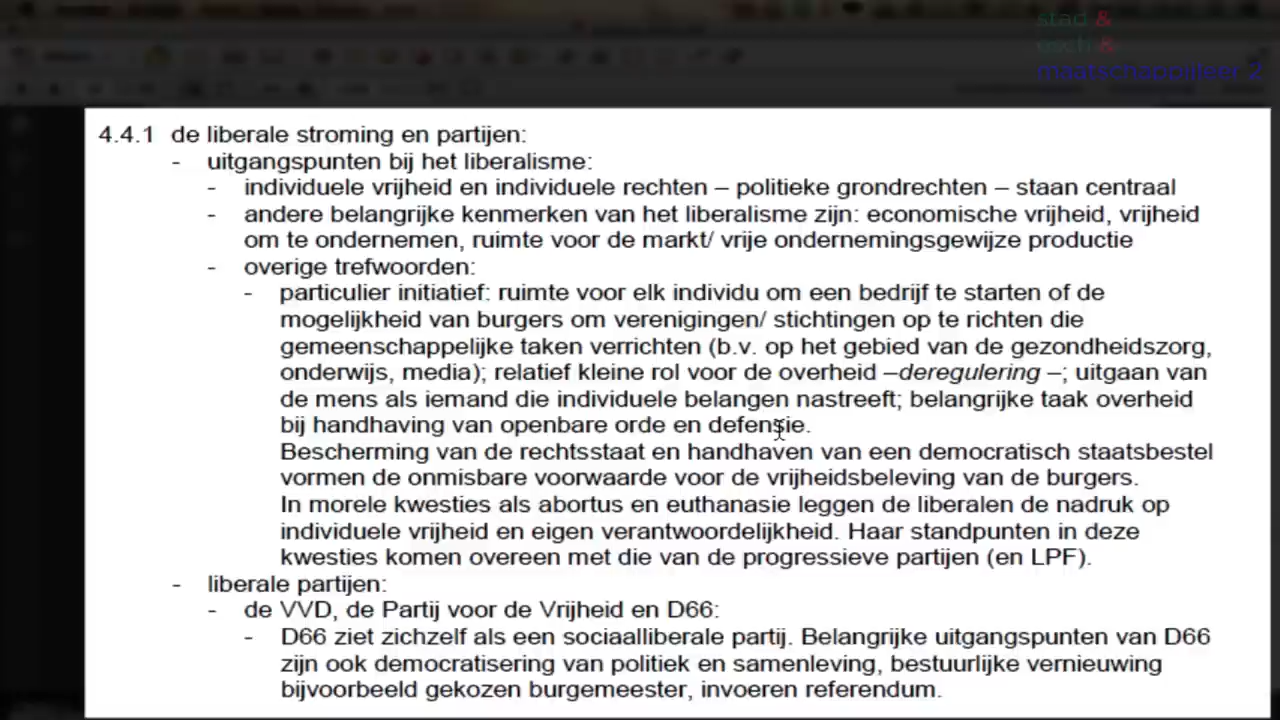 stad &
esch &
maatschappijleer 2
4.4.1 de liberale stroming en partijen:
- uitgangspunten bij het liberalisme:
- individuele vrijheid en individuele rechten – politieke grondrechten – staan centraal
- andere belangrijke kenmerken van het liberalisme zijn: economische vrijheid, vrijheid
om te ondernemen, ruimte voor de markt/ vrije ondernemingsgewijze productie
- overige trefwoorden:
- particulier initiatief: ruimte voor elk individu om een bedrijf te starten of de
mogelijkheid van burgers om verenigingen/ stichtingen op te richten die
gemeenschappelijke taken verrichten (b.v. op het gebied van de gezondheidszorg,
onderwijs, media); relatief kleine rol voor de overheid –deregulering –; uitgaan van
de mens als iemand die individuele belangen nastreeft; belangrijke taak overheid
bij handhaving van openbare orde en defensie.
Bescherming van de rechtsstaat en handhaven van een democratisch staatsbestel
vormen de onmisbare voorwaarde voor de vrijheidsbeleving van de burgers.
In morele kwesties als abortus en euthanasie leggen de liberalen de nadruk op
individuele vrijheid en eigen verantwoordelijkheid. Haar standpunten in deze
kwesties komen overeen met die van de progressieve partijen (en LPF).
- liberale partijen:
- de VVD, de Partij voor de Vrijheid en D66:
- D66 ziet zichzelf als een sociaalliberale partij. Belangrijke uitgangspunten van D66
zijn ook democratisering van politiek en samenleving, bestuurlijke vernieuwing
bijvoorbeeld gekozen burgemeester, invoeren referendum.